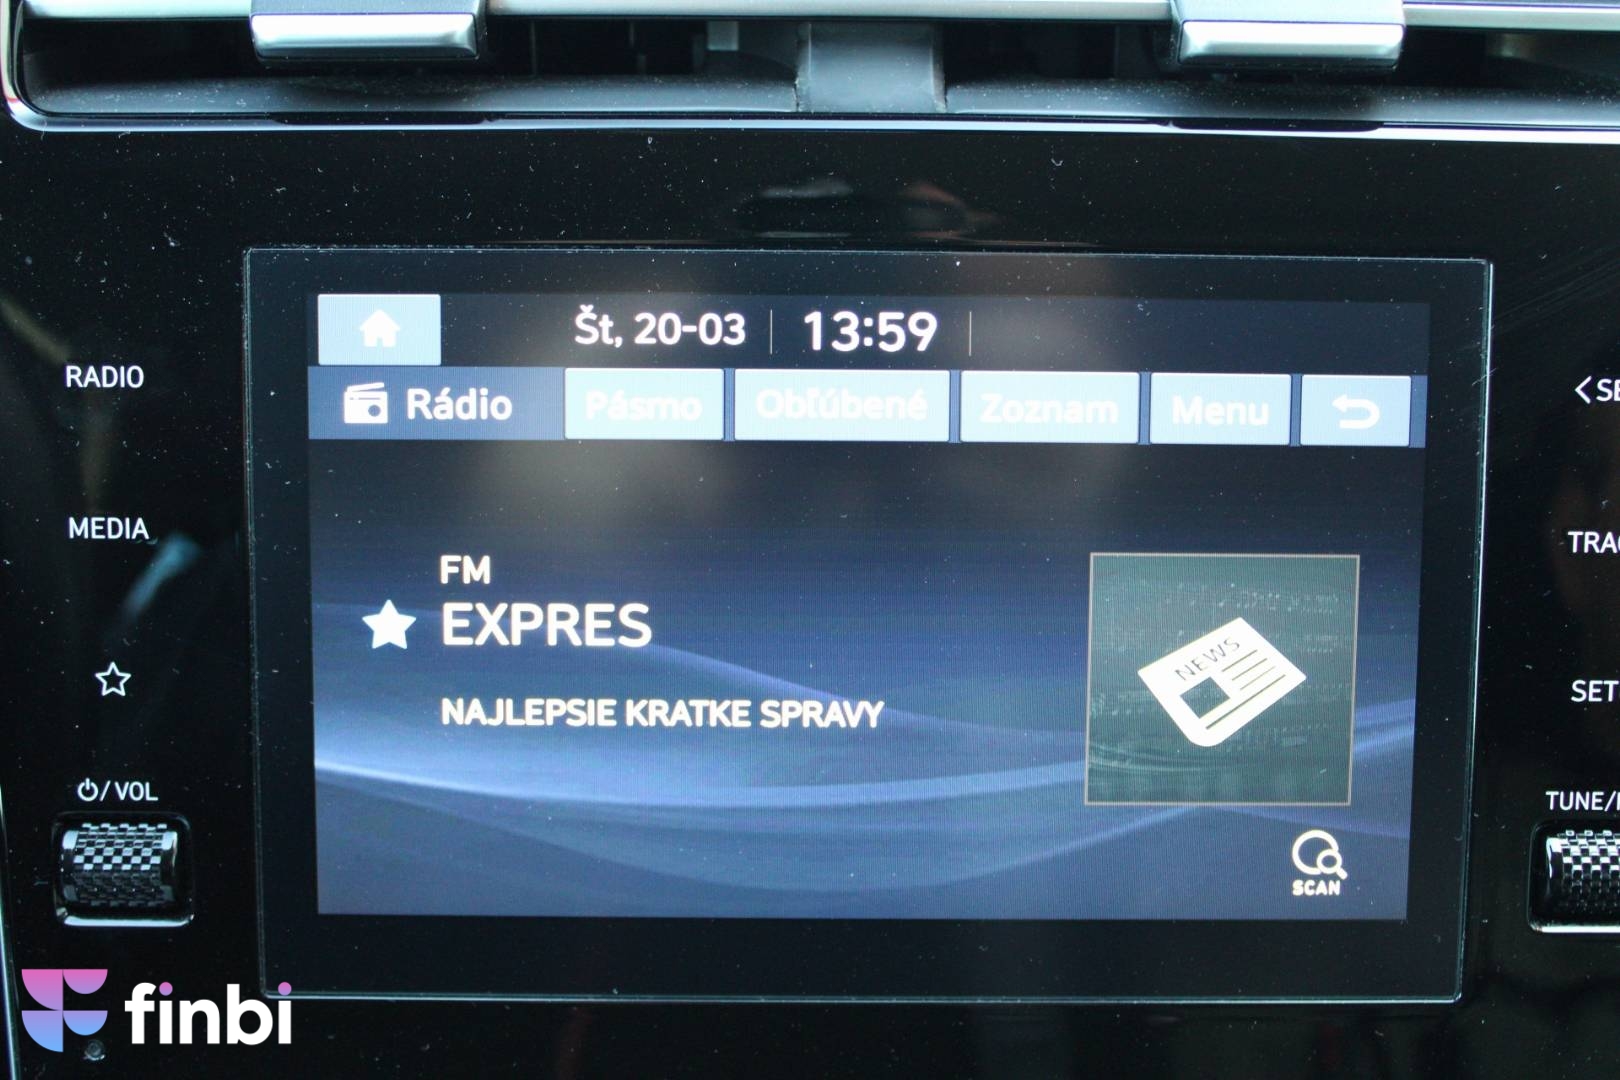 Št, 20-03 13:59
Rádio Pásmo Obľúbené Zoznam Menu
RADIO
MEDIA
FM
EXPRES
NAJLEPSIE KRATKE SPRAVY
NEWS
SCAN
⏻/VOL
SET
TUNE/
finbi